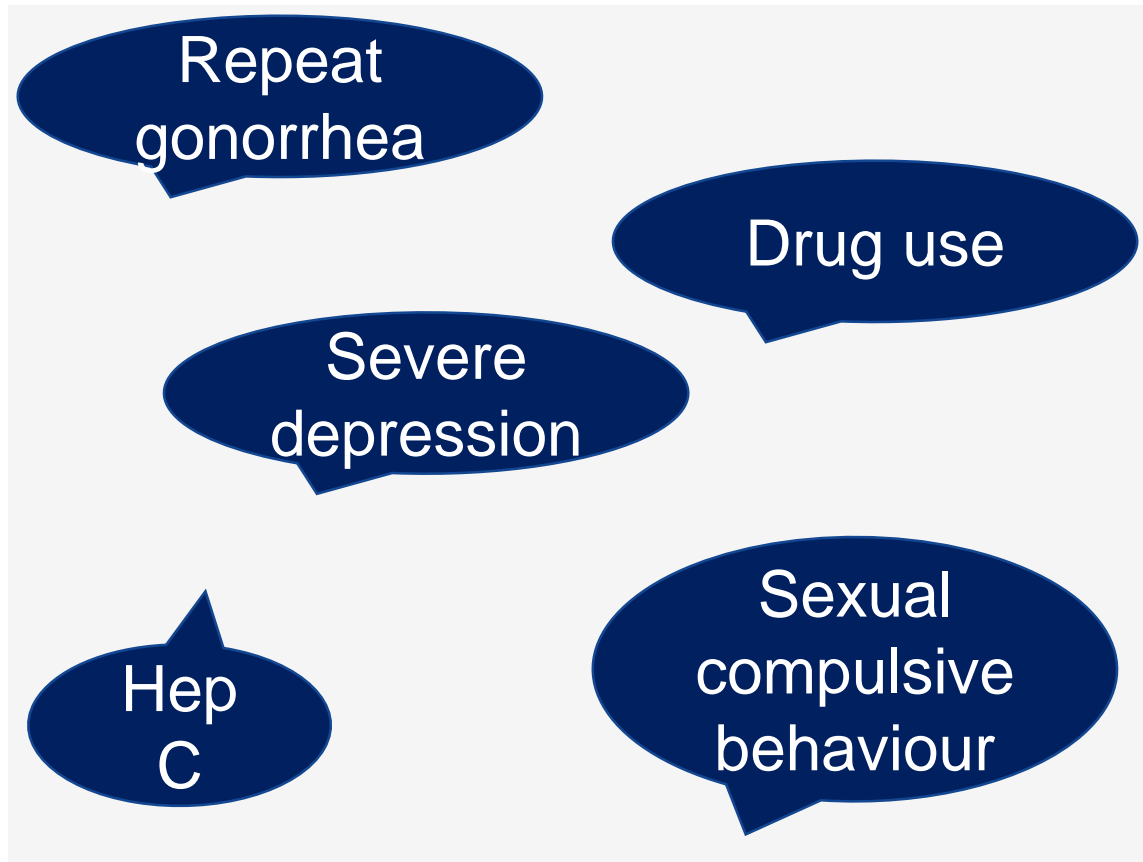 Repeat
gonorrhea
Drug use
Severe
depression
Hep
C
Sexual
compulsive
behaviour